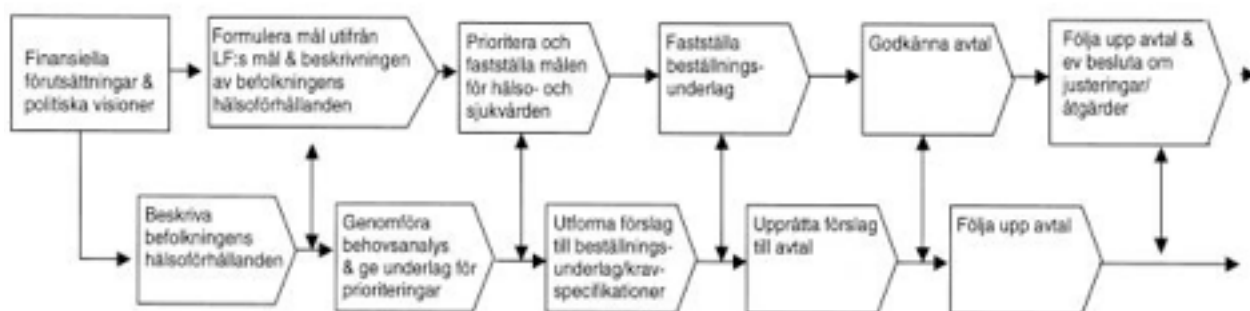 Finansiella
förutsättningar &
politiska visioner
Formulera mål utifrån
LF:s mål & beskrivningen
av befolkningens
hälsoförhållanden
Prioritera och
fastställa målen
för hälso- och
sjukvården
Fastställa
beställnings-
underlag
Godkänna avtal
Följa upp avtal &
ev besluta om
justeringar/
åtgärder
Beskriva
befolkningens
hälsoförhållanden
Genomföra
behovsanalys
& ge underlag för
prioriteringar
Utforma förslag
till beställnings-
underlag/krav-
specifikationer
Upprätta förslag
till avtal
Följa upp avtal